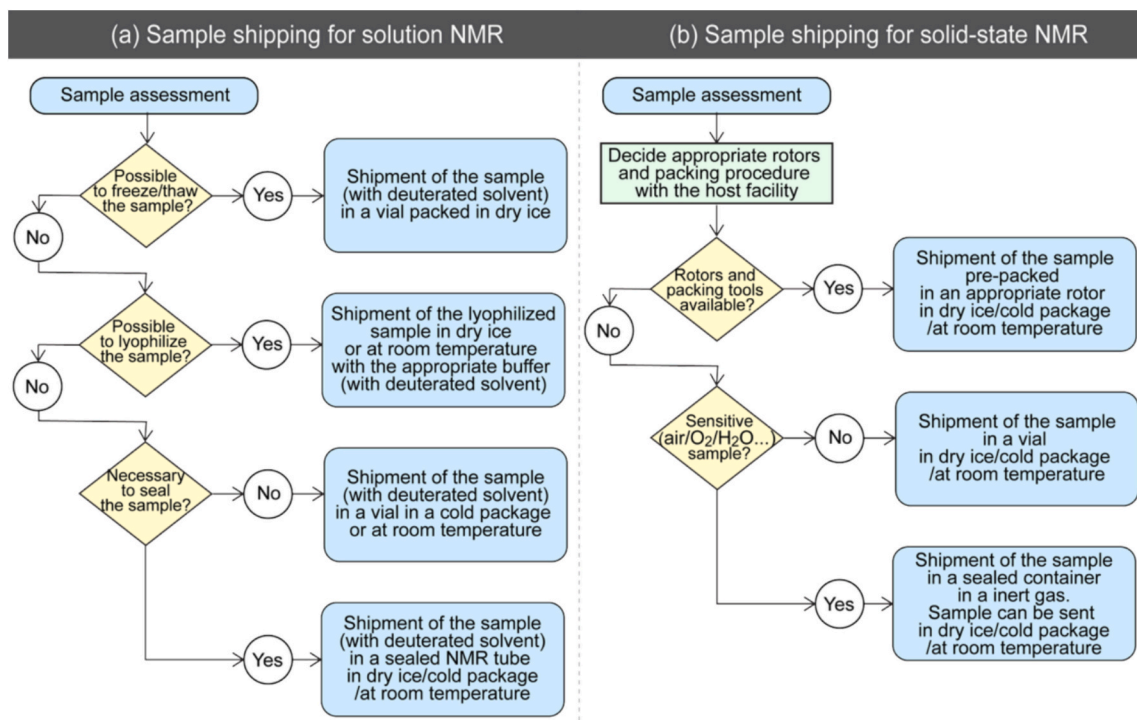 (a) Sample shipping for solution NMR
Sample assessment
Possible
to freeze/thaw
the sample?
Yes
Shipment of the sample
(with deuterated solvent)
in a vial packed in dry ice
No
Possible
to lyophilize
the sample?
Yes
Shipment of the lyophilized
sample in dry ice
or at room temperature
with the appropriate buffer
(with deuterated solvent)
No
Necessary
to seal
the sample?
No
Shipment of the sample
(with deuterated solvent)
in a vial in a cold package
or at room temperature
Yes
Shipment of the sample
(with deuterated solvent)
in a sealed NMR tube
in dry ice/cold package
/at room temperature
(b) Sample shipping for solid-state NMR
Sample assessment
Decide appropriate rotors
and packing procedure
with the host facility
Rotors and
packing tools
available?
Yes
Shipment of the sample
pre-packed
in an appropriate rotor
in dry ice/cold package
/at room temperature
No
Sensitive
(air/O₂/H₂O...)
sample?
No
Shipment of the sample
in a vial
in dry ice/cold package
/at room temperature
Yes
Shipment of the sample
in a sealed container
in a inert gas.
Sample can be sent
in dry ice/cold package
/at room temperature